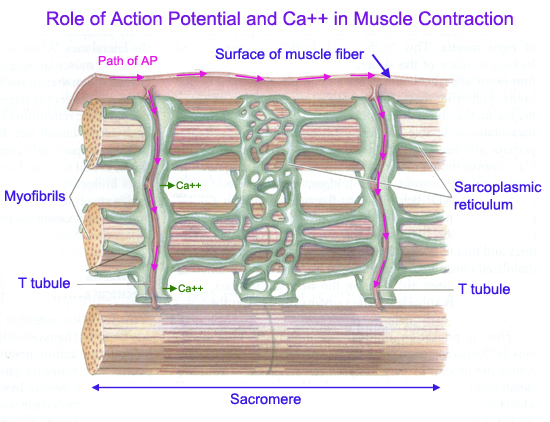 Role of Action Potential and Ca++ in Muscle Contraction
Surface of muscle fiber
Path of AP
Ca++
Myofibrils
Sarcoplasmic
reticulum
T tubule
Ca++
T tubule
Sacromere